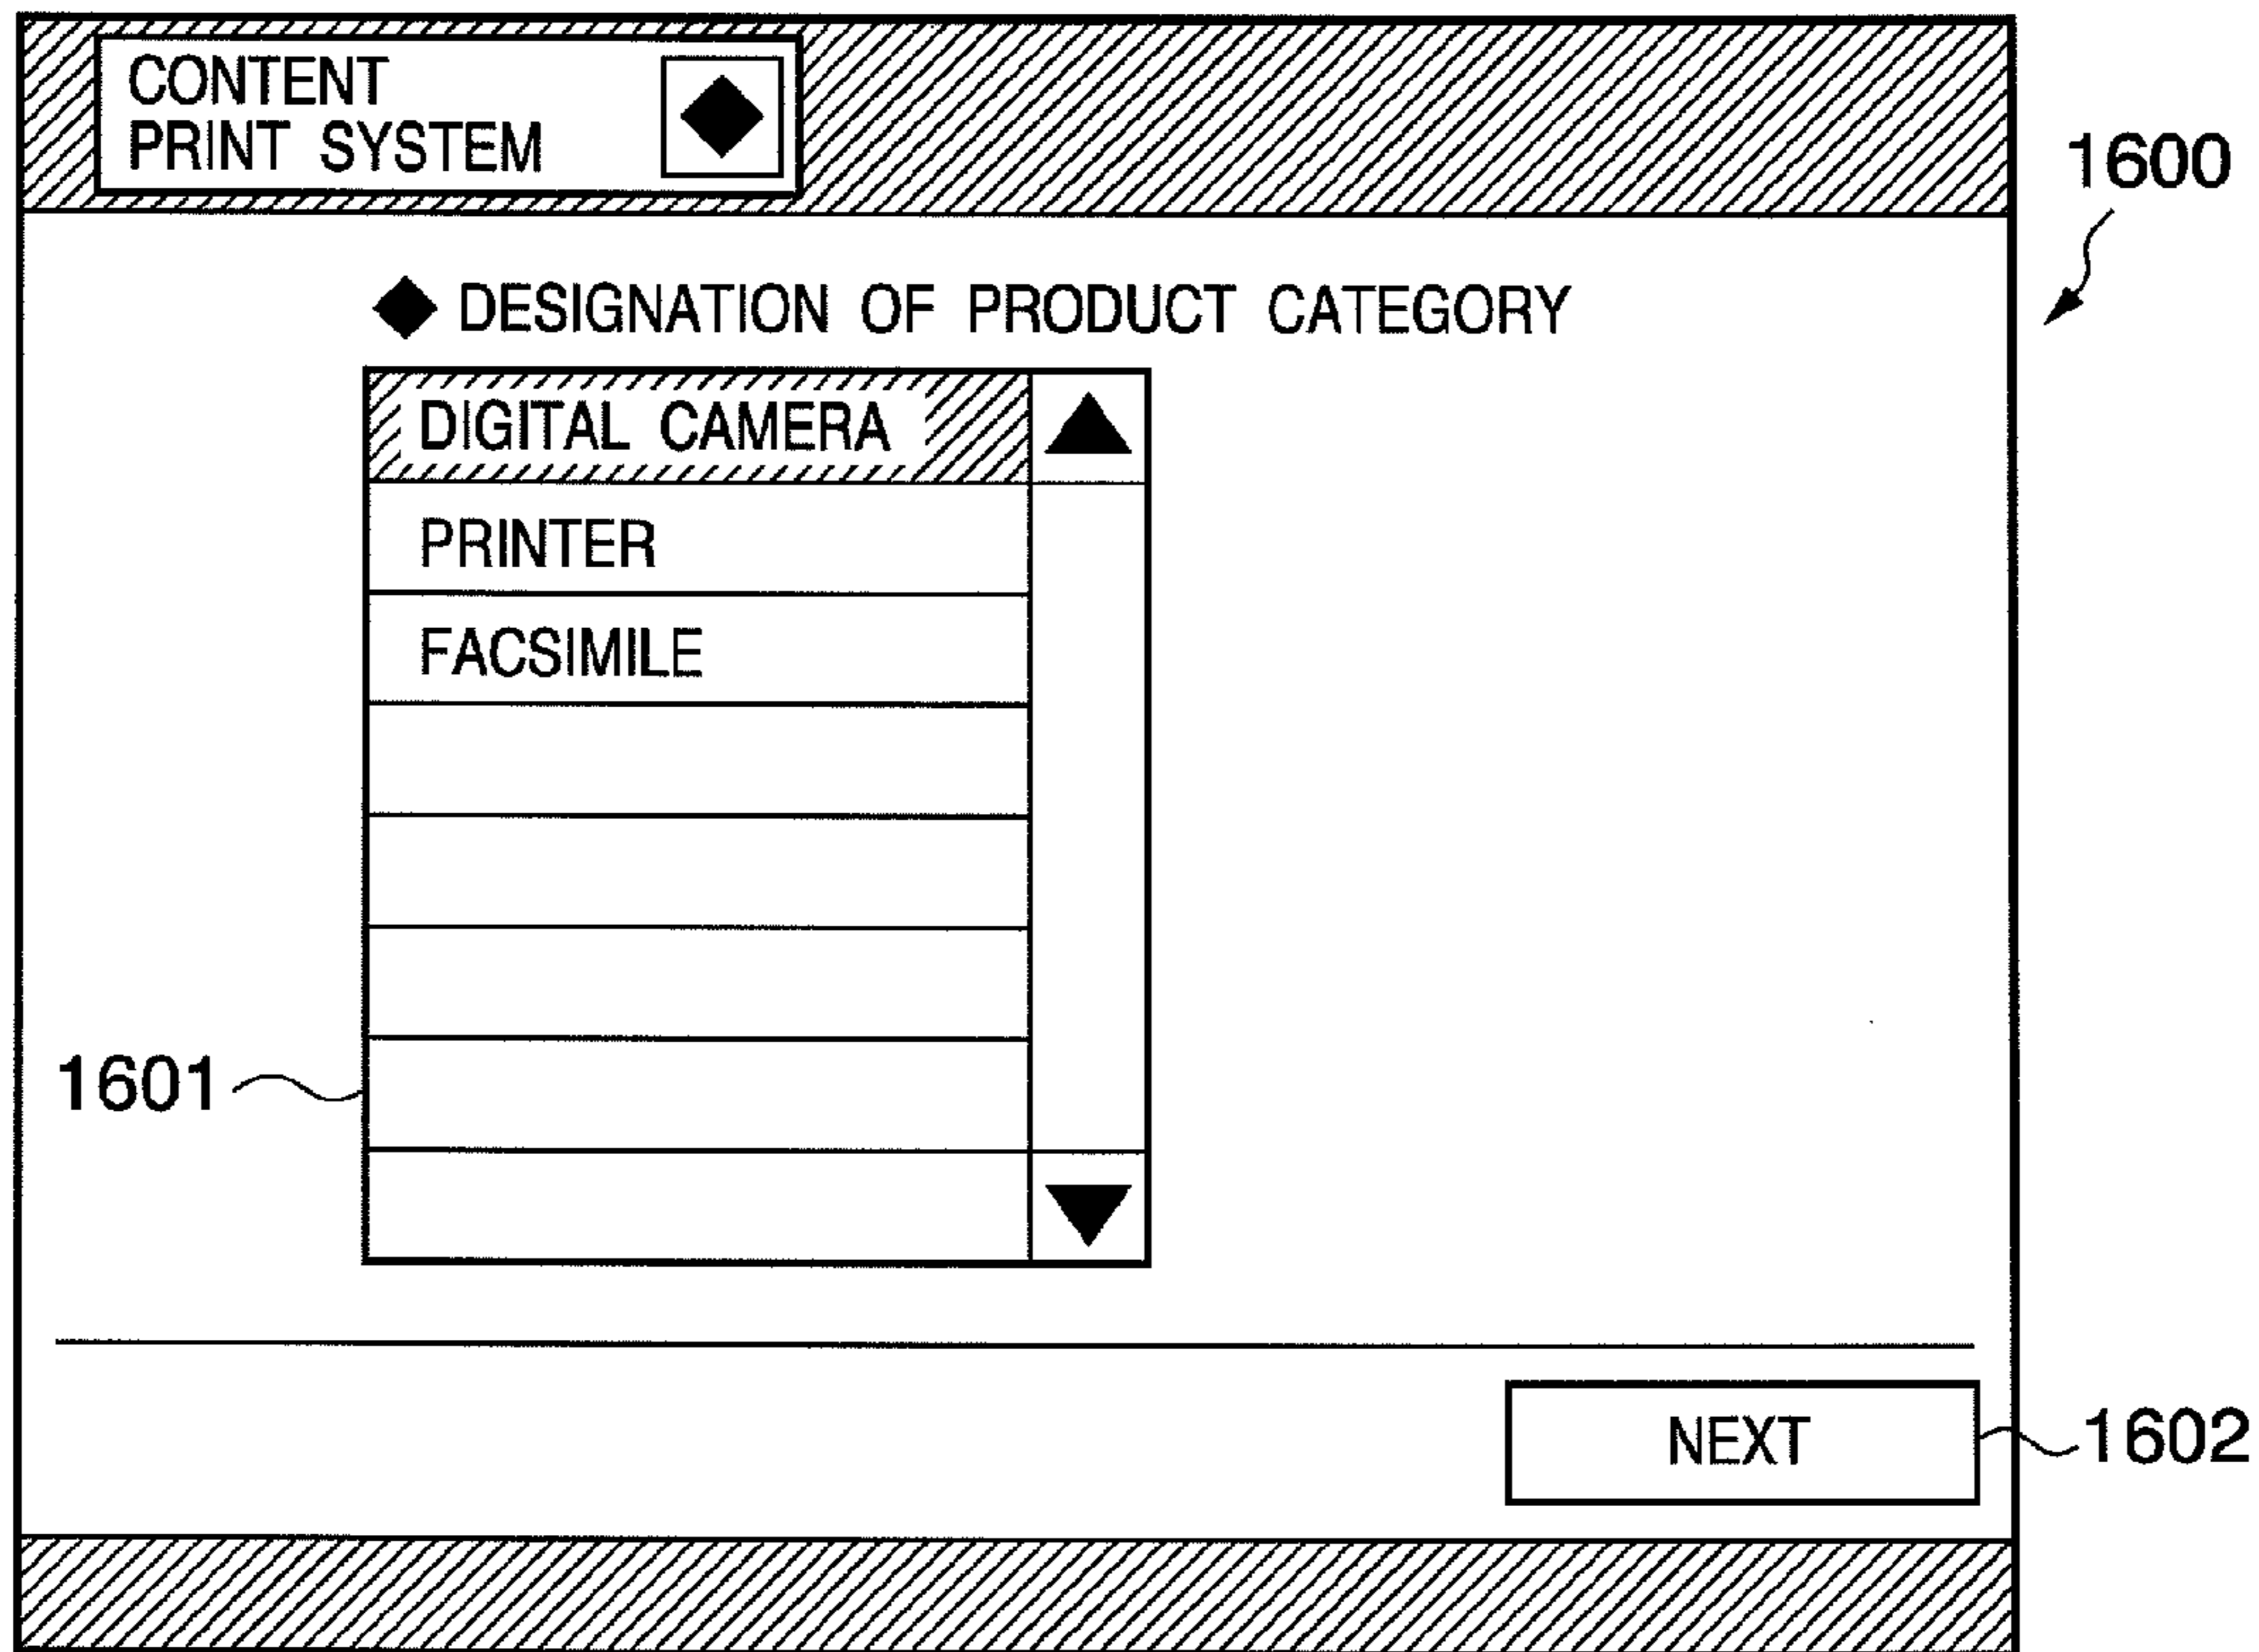 CONTENT
PRINT SYSTEM
1600
◆ DESIGNATION OF PRODUCT CATEGORY
DIGITAL CAMERA
PRINTER
FACSIMILE
1601
NEXT
1602